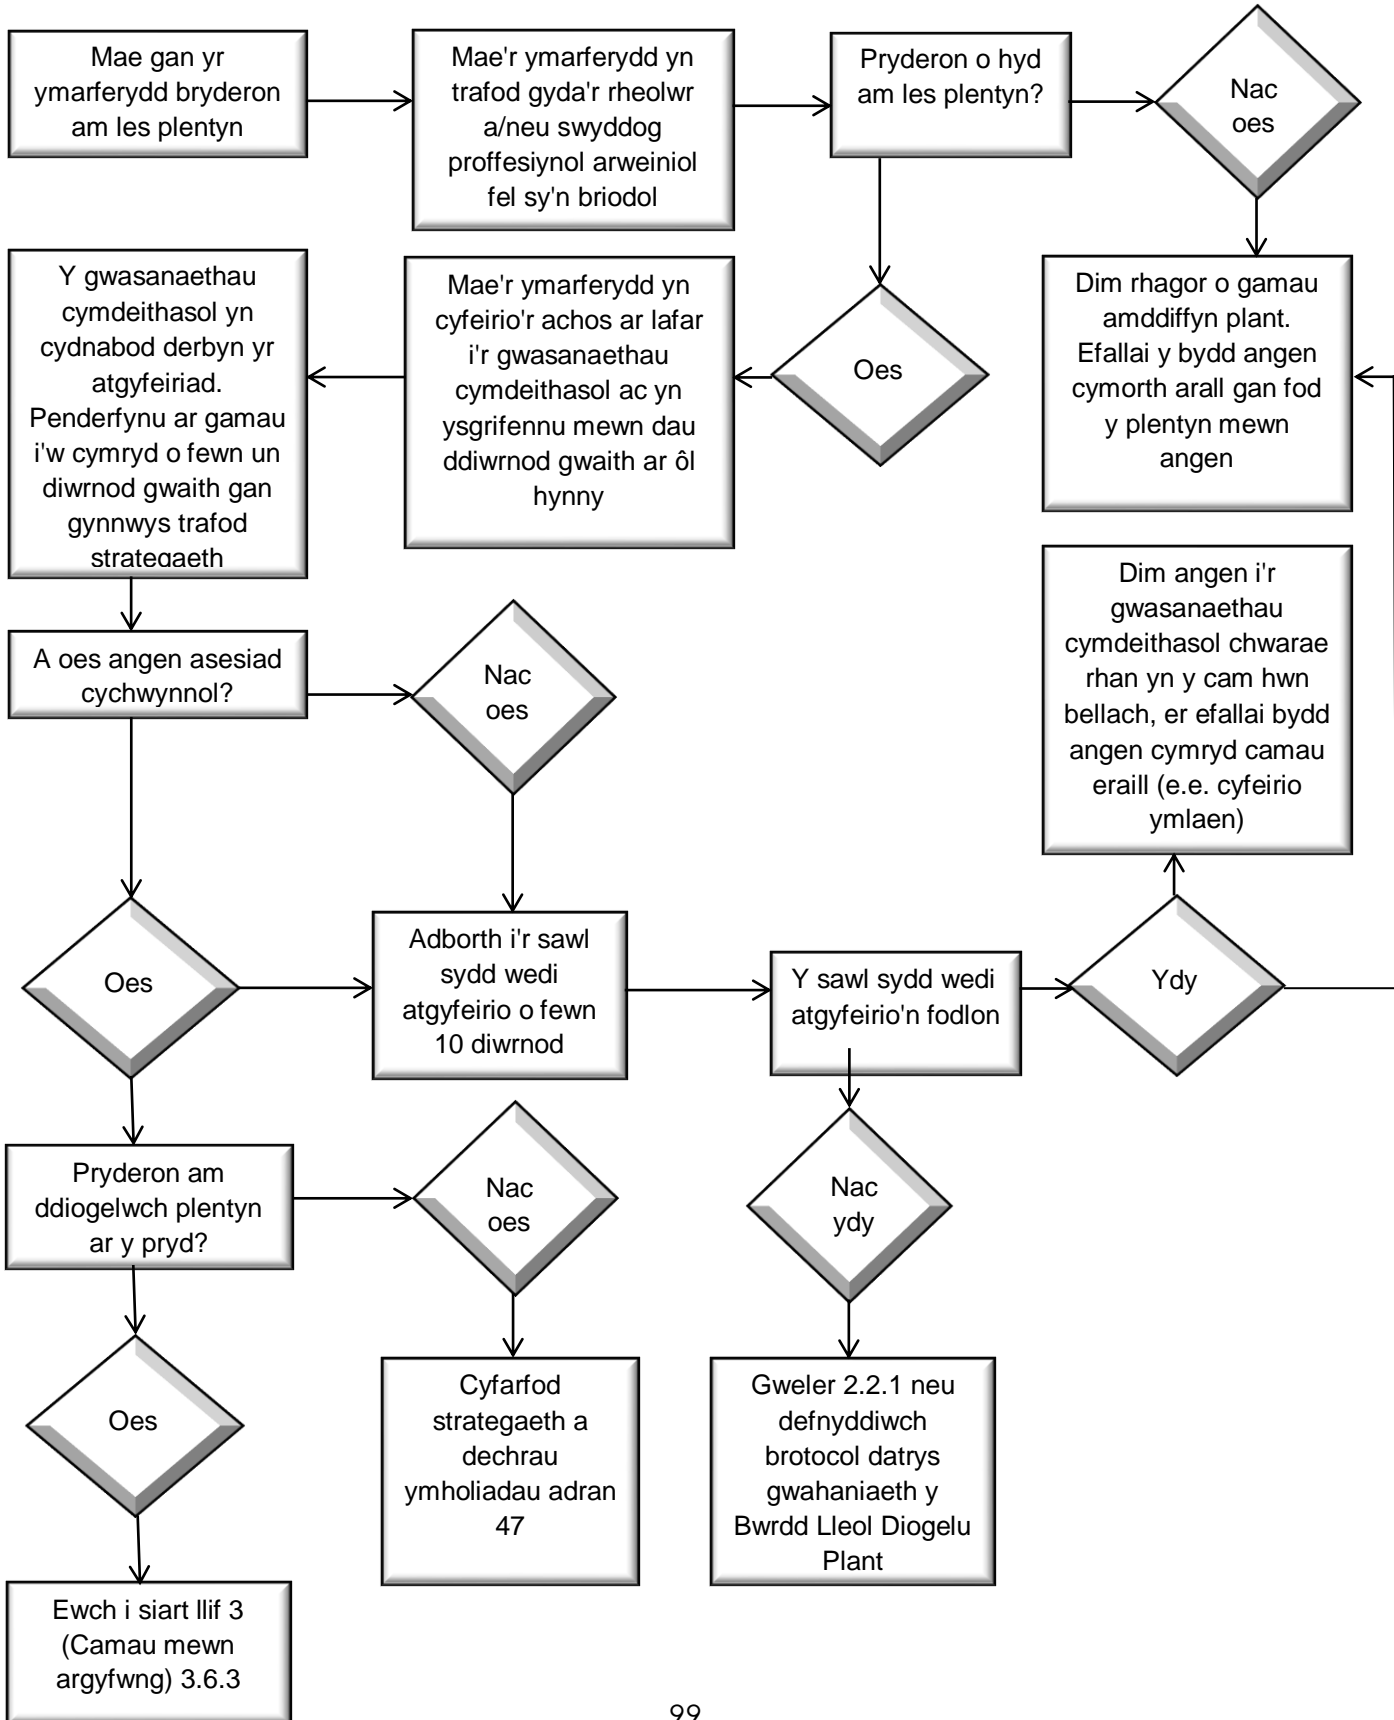 Mae gan yr
ymarferydd bryderon
am les plentyn
Mae'r ymarferydd yn
trafod gyda'r rheolwr
a/neu swyddog
proffesiynol arweiniol
fel sy'n briodol
Pryderon o hyd
am les plentyn?
Nac
oes
Y gwasanaethau
cymdeithasol yn
cydnabod derbyn yr
atgyfeiriad.
Penderfynu ar gamau
i'w cymryd o fewn un
diwrnod gwaith gan
gynnwys trafod
strategaeth
Mae'r ymarferydd yn
cyfeirio'r achos ar lafar
i'r gwasanaethau
cymdeithasol ac yn
ysgrifennu mewn dau
ddiwrnod gwaith ar ôl
hynny
Oes
Dim rhagor o gamau
amddiffyn plant.
Efallai y bydd angen
cymorth arall gan fod
y plentyn mewn
angen
A oes angen asesiad
cychwynnol?
Nac
oes
Dim angen i'r
gwasanaethau
cymdeithasol chwarae
rhan yn y cam hwn
bellach, er efallai bydd
angen cymryd camau
eraill (e.e. cyfeirio
ymlaen)
Oes
Adborth i'r sawl
sydd wedi
atgyfeirio o fewn
10 diwrnod
Y sawl sydd wedi
atgyfeirio'n fodlon
Ydy
Pryderon am
ddiogelwch plentyn
ar y pryd?
Nac
oes
Nac
ydy
Oes
Cyfarfod
strategaeth a
dechrau
ymholiadau adran
47
Gweler 2.2.1 neu
defnyddiwch
brotocol datrys
gwahaniaeth y
Bwrdd Lleol Diogelu
Plant
Ewch i siart llif 3
(Camau mewn
argyfwng) 3.6.3
99